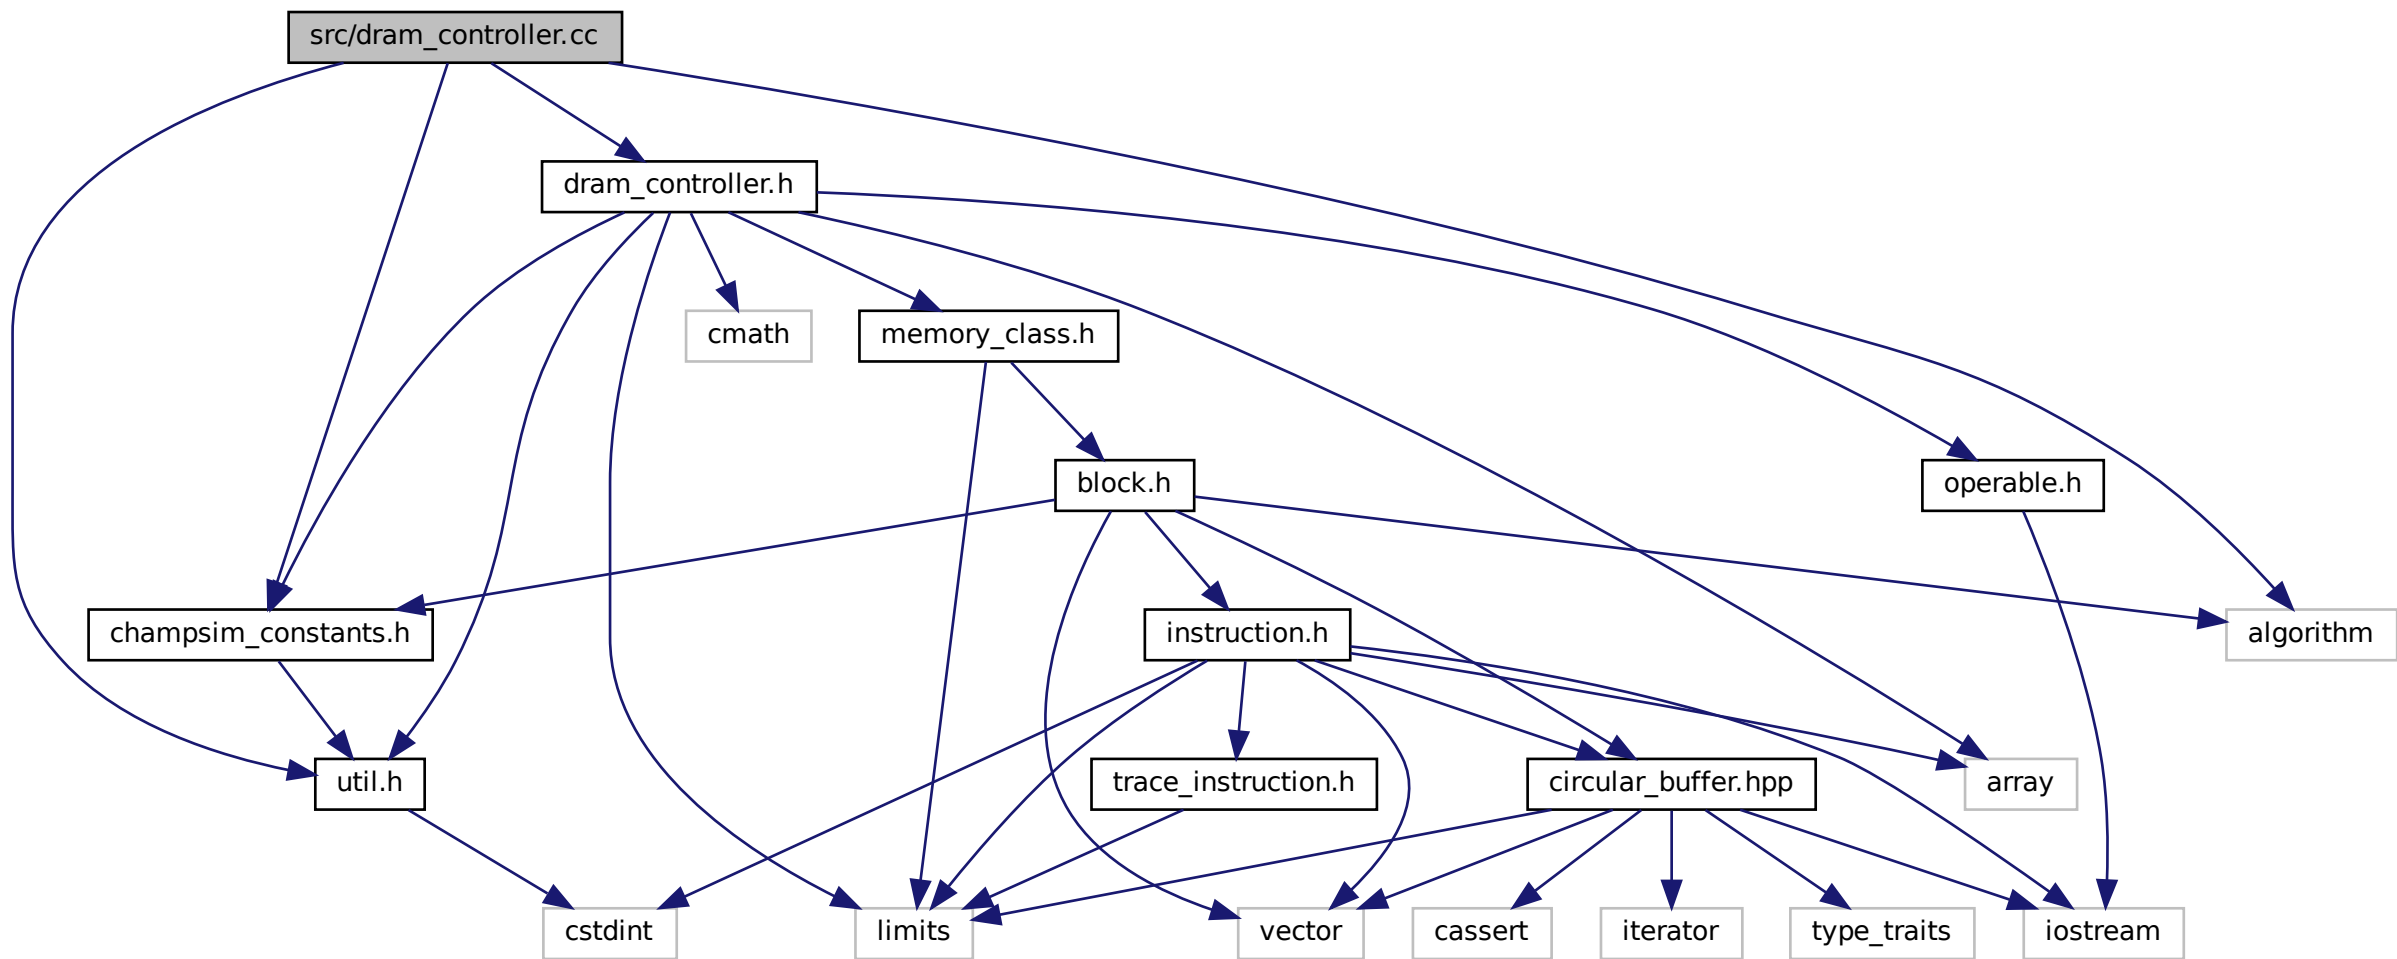 src/dram_controller.cc
dram_controller.h
cmath
memory_class.h
block.h
operable.h
champsim_constants.h
instruction.h
algorithm
util.h
trace_instruction.h
circular_buffer.hpp
array
cstdint
limits
vector
cassert
iterator
type_traits
iostream